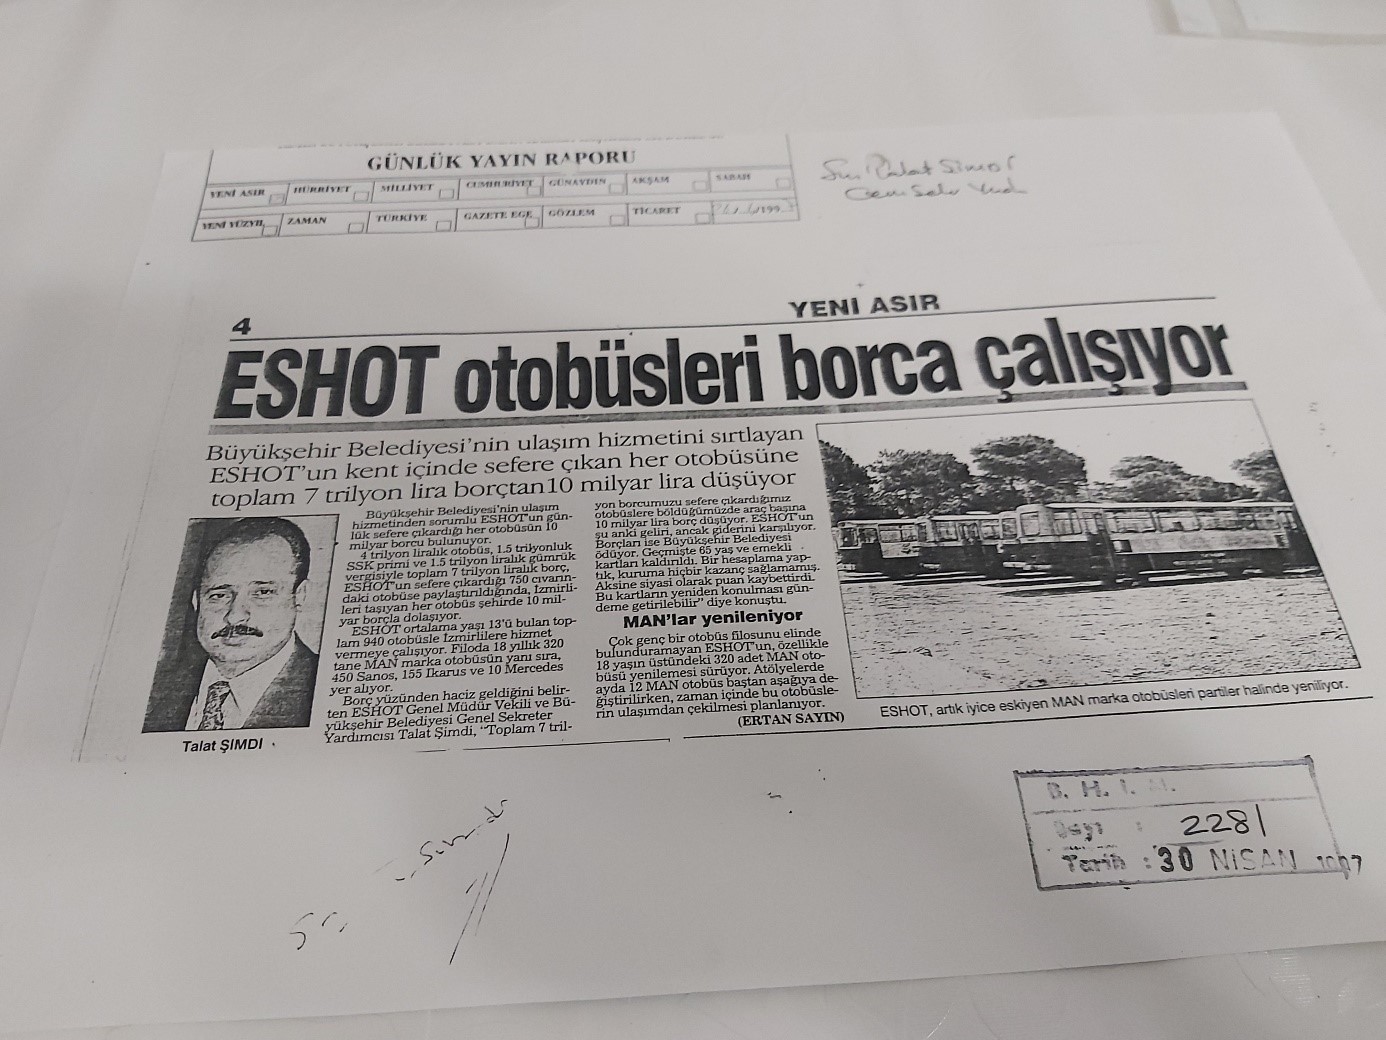 GÜNLÜK YAYIN RAPORU
YENİ ASIR HÜRRİYET MİLLİYET CUMHURİYET GÜNAYDIN AKŞAM SABAH
YENİ YÜZYIL ZAMAN TÜRKİYE GAZETE EGE GÖZLEM TİCARET
4
YENİ ASIR
ESHOT otobüsleri borca çalışıyor
Büyükşehir Belediyesi'nin ulaşım hizmetini sırtlayan
ESHOT'un kent içinde sefere çıkan her otobüsüne
toplam 7 trilyon lira borçtan10 milyar lira düşüyor
Talat ŞİMDİ
Büyükşehir Belediyesi'nin ulaşım
hizmetinden sorumlu ESHOT'un gün-
lük sefere çıkardığı her otobüsün 10
milyar borcu bulunuyor.
4 trilyon liralık otobüs, 1.5 trilyonluk
SSK primi ve 1.5 trilyon liralık gümrük
vergisiyle toplam 7 trilyon liralık borç,
ESHOT'un sefere çıkardığı 750 cıvarın-
daki otobüse paylaştırıldığında, İzmirli-
leri taşıyan her otobüs şehirde 10 mil-
yar borçla dolaşıyor.
ESHOT ortalama yaşı 13'ü bulan top-
lam 940 otobüsle İzmirlilere hizmet
vermeye çalışıyor. Filoda 18 yıllık 320
tane MAN marka otobüsün yanı sıra,
450 Sanos, 155 Ikarus ve 10 Mercedes
yer alıyor.
Borç yüzünden haciz geldiğini belir-
ten ESHOT Genel Müdür Vekili ve Bü-
yükşehir Belediyesi Genel Sekreter
Yardımcısı Talat Şimdi, "Toplam 7 tril-
yon borcumuzu sefere çıkardığımız
otobüslere böldüğümüzde araç başına
10 milyar lira borç düşüyor. ESHOT'un
şu anki geliri, ancak giderini karşılıyor.
Borçları ise Büyükşehir Belediyesi
ödüyor. Geçmişte 65 yaş ve emekli
kartları kaldırıldı. Bir hesaplama yap-
tık, kuruma hiçbir kazanç sağlamamış.
Aksine siyasi olarak puan kaybettirdi.
Bu kartların yeniden konulması gün-
deme getirilebilir" diye konuştu.
MAN'lar yenileniyor
Çok genç bir otobüs filosunu elinde
bulunduramayan ESHOT'un, özellikle
18 yaşın üstündeki 320 adet MAN oto-
büsü yenilemesi sürüyor. Atölyelerde
ayda 12 MAN otobüs baştan aşağıya de-
ğiştirilirken, zaman içinde bu otobüsle-
rin ulaşımdan çekilmesi planlanıyor.
(ERTAN SAYIN)
ESHOT, artık iyice eskiyen MAN marka otobüsleri partiler halinde yeniliyor.
B. H. İ. M.
Sayı : 2281
Tarih : 30 NİSAN 1997